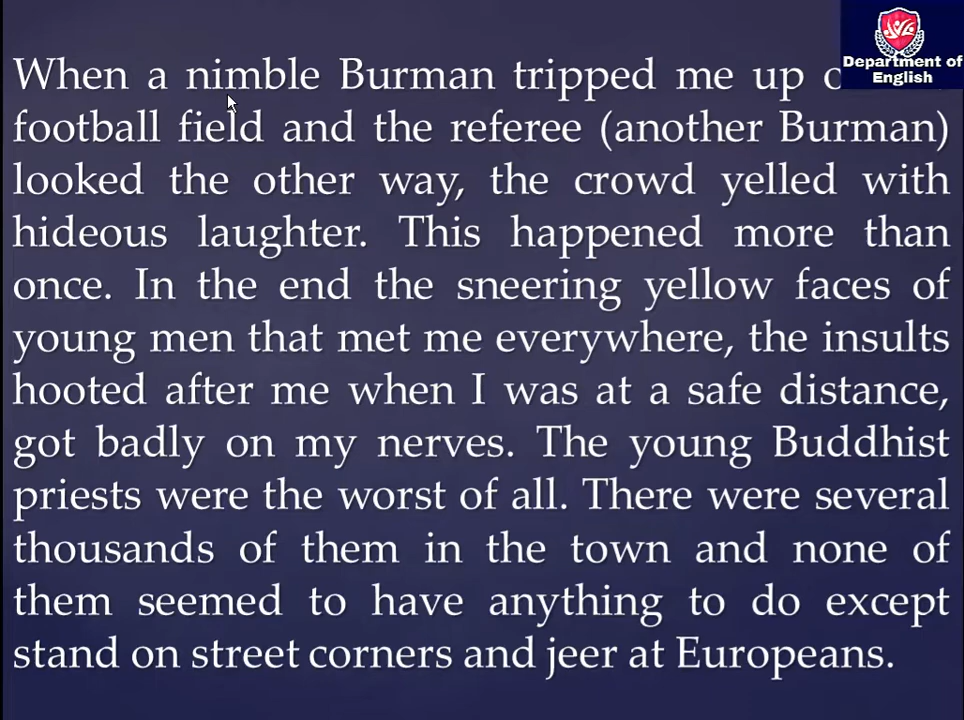 When a nimble Burman tripped me up
football field and the referee (another Burman)
looked the other way, the crowd yelled with
hideous laughter. This happened more than
once. In the end the sneering yellow faces of
young men that met me everywhere, the insults
hooted after me when I was at a safe distance,
got badly on my nerves. The young Buddhist
priests were the worst of all. There were several
thousands of them in the town and none of
them seemed to have anything to do except
stand on street corners and jeer at Europeans.
Department of
English